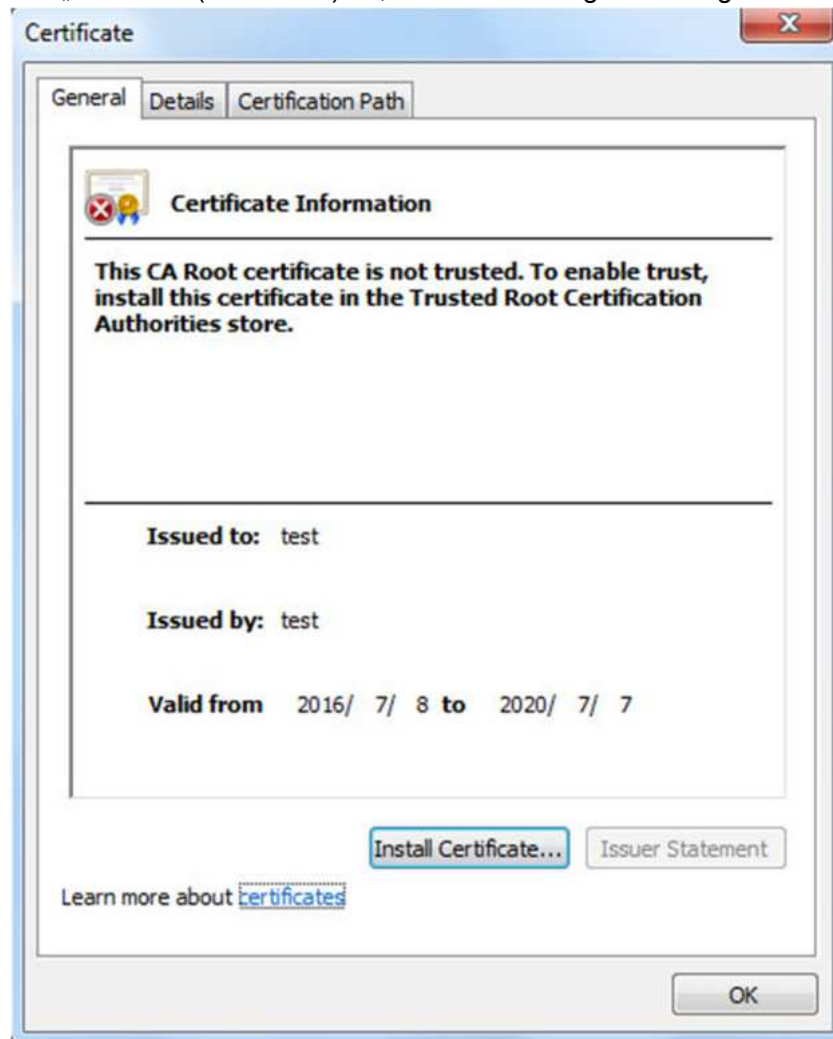 Certificate
General Details Certification Path
Certificate Information
This CA Root certificate is not trusted. To enable trust,
install this certificate in the Trusted Root Certification
Authorities store.
Issued to: test
Issued by: test
Valid from 2016/ 7/ 8 to 2020/ 7/ 7
Install Certificate... Issuer Statement
Learn more about certificates
OK